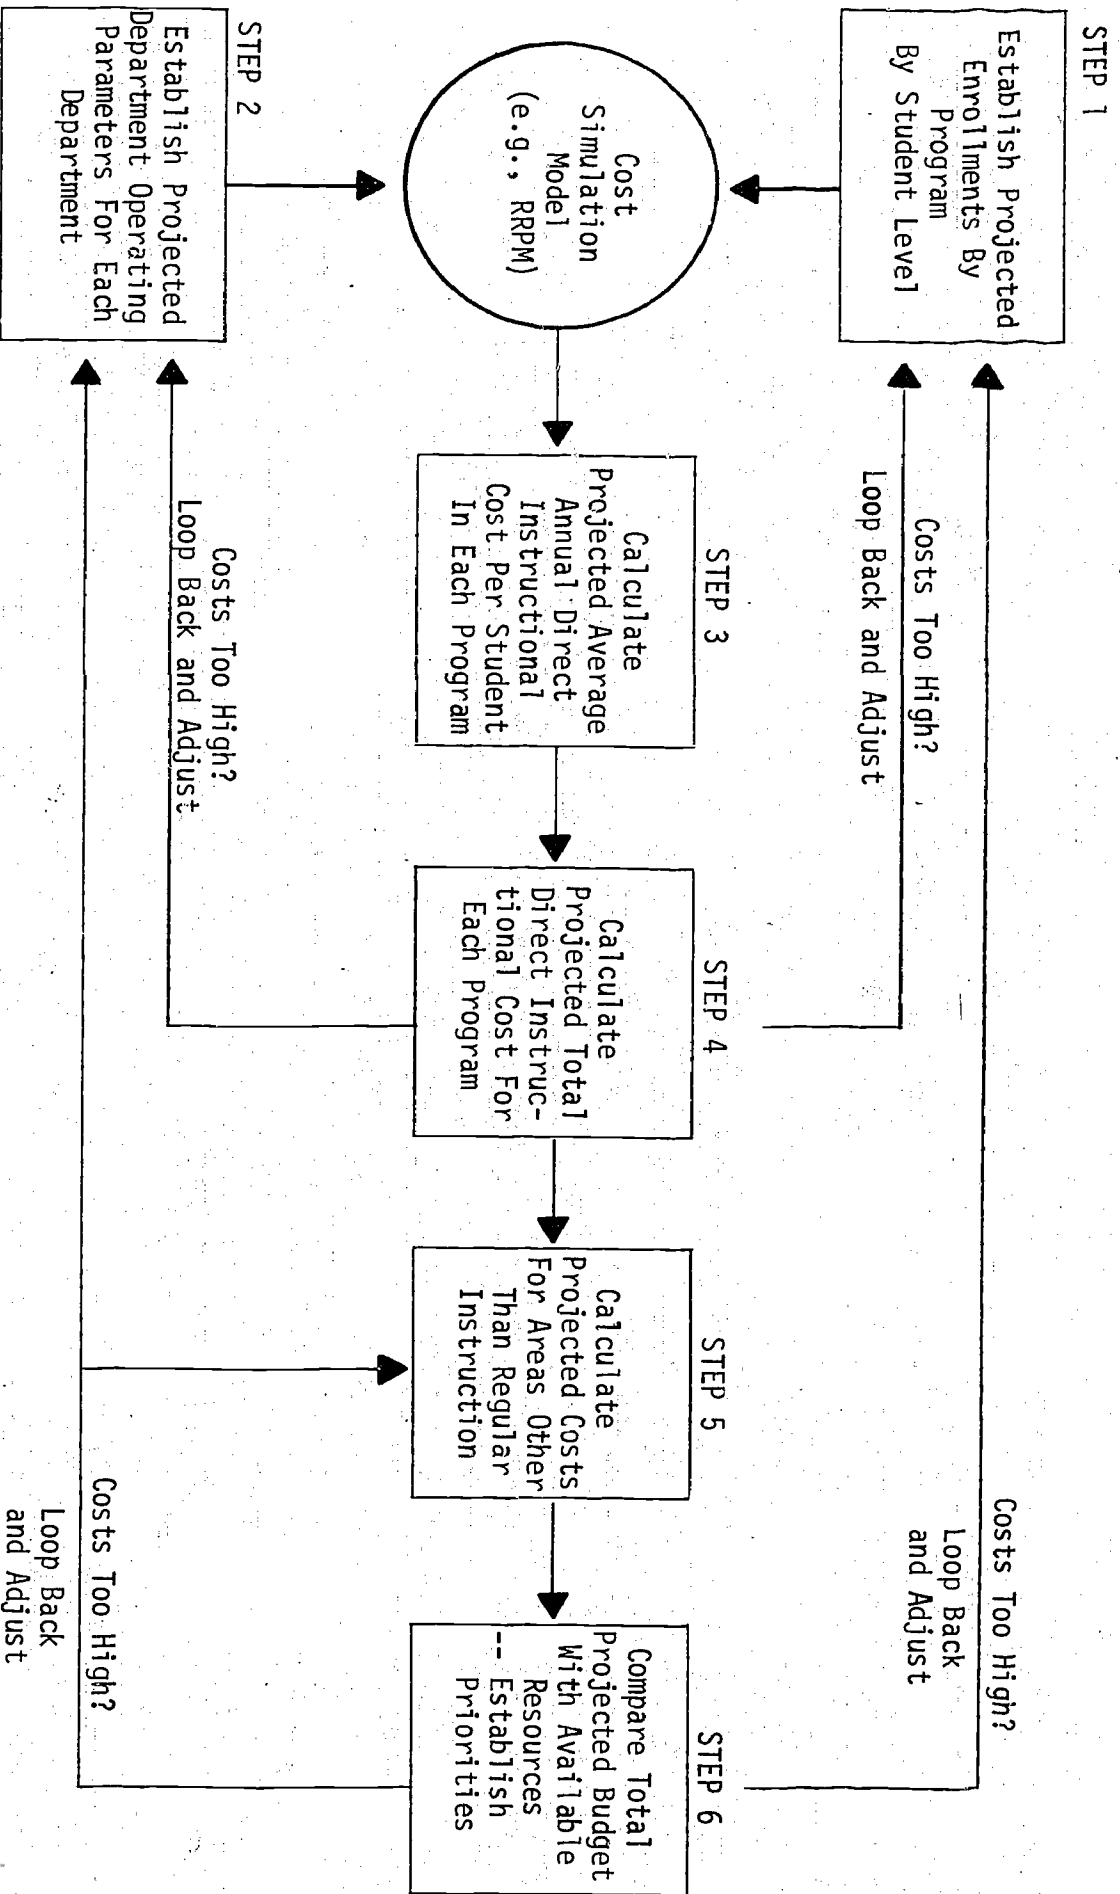 STEP 1
Establish Projected
Enrollments By
Program
By Student Level
Costs Too High?
Loop Back
and Adjust
Costs Too High?
Loop Back and Adjust
Cost
Simulation
Model
(e.g., RRPM)
STEP 3
Calculate
Projected Average
Annual Direct
Instructional
Cost Per Student
In Each Program
STEP 4
Calculate
Projected Total
Direct Instruc-
tional Cost For
Each Program
STEP 5
Calculate
Projected Costs
For Areas Other
Than Regular
Instruction
STEP 6
Compare Total
Projected Budget
With Available
Resources
-- Establish
Priorities
STEP 2
Establish Projected
Department Operating
Parameters For Each
Department
Costs Too High?
Loop Back and Adjust
Costs Too High?
Loop Back
and Adjust